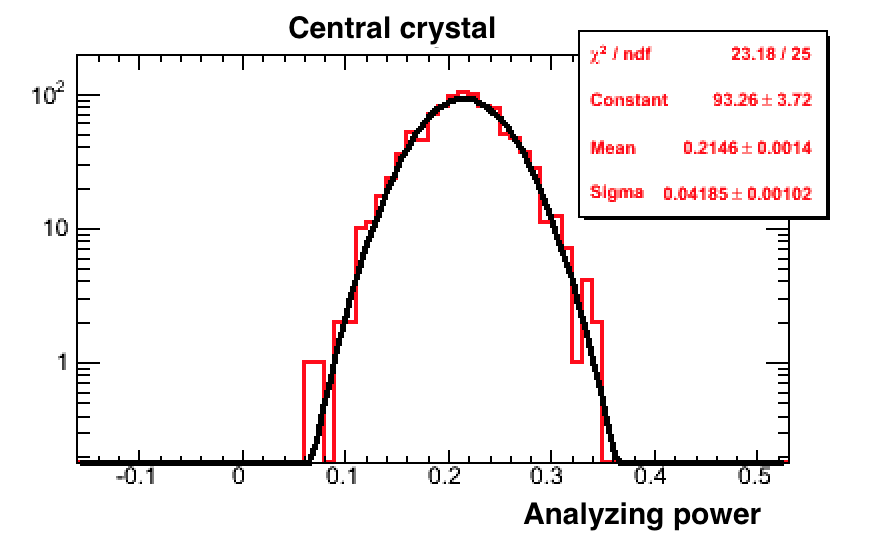 Central crystal
χ² / ndf 23.18 / 25
Constant 93.26 ± 3.72
Mean 0.2146 ± 0.0014
Sigma 0.04185 ± 0.00102
10²
10
1
-0.1 0 0.1 0.2 0.3 0.4 0.5
Analyzing power